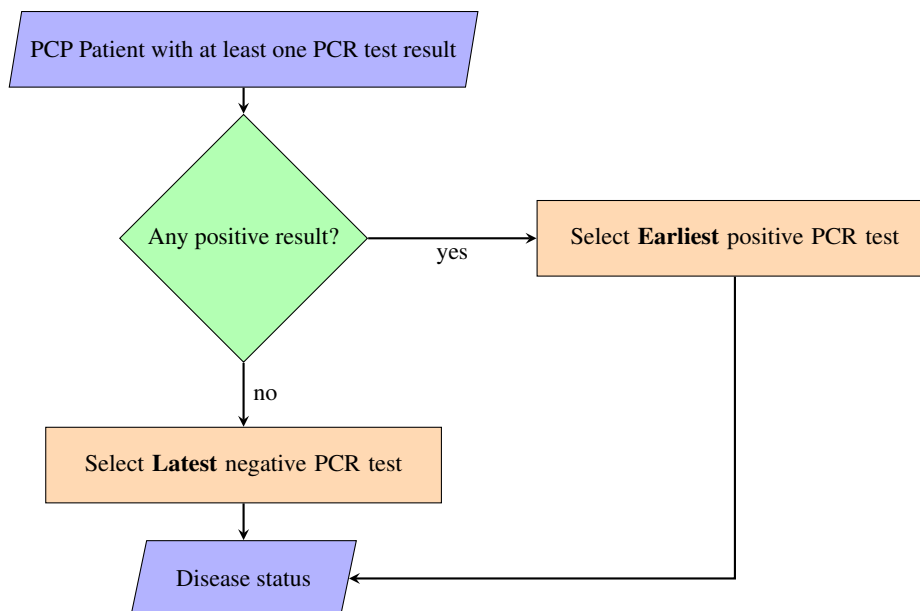 PCP Patient with at least one PCR test result
Any positive result?
yes
Select Earliest positive PCR test
no
Select Latest negative PCR test
Disease status